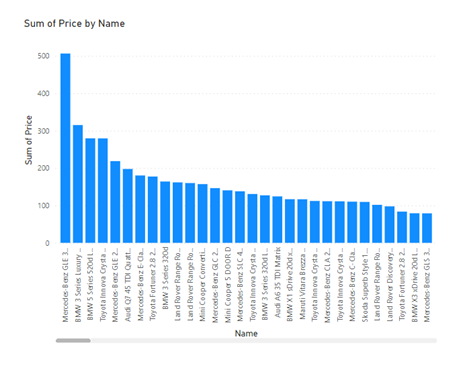 Sum of Price by Name
Sum of Price
500
400
300
200
100
0
Mercedes-Benz GLE 3...
BMW 3 Series Luxury ...
BMW 5 Series 520d L...
Toyota Innova Crysta ...
Mercedes-Benz GLE 2...
Audi Q7 45 TDI Quatt...
Mercedes-Benz E-Cla...
Toyota Fortuner 2.8 2...
BMW 3 Series 320d
Land Rover Range Ro...
Land Rover Range Ro...
Mini Cooper Converti...
Mercedes-Benz GLC 2...
Mini Cooper 5 DOOR D
Mercedes-Benz SLC 4...
Toyota Innova Crysta ...
BMW 3 Series 320d L...
Audi A6 35 TDI Matrix
BMW X1 sDrive20d x...
Maruti Vitara Brezza ...
Toyota Innova Crysta ...
Mercedes-Benz CLA 2...
Toyota Innova Crysta ...
Mercedes-Benz C-Cla...
Skoda Superb Style 1...
Land Rover Range Ro...
Land Rover Discovery...
Toyota Fortuner 2.8 2...
BMW X3 xDrive 20d L...
Mercedes-Benz GLS 3...
Name